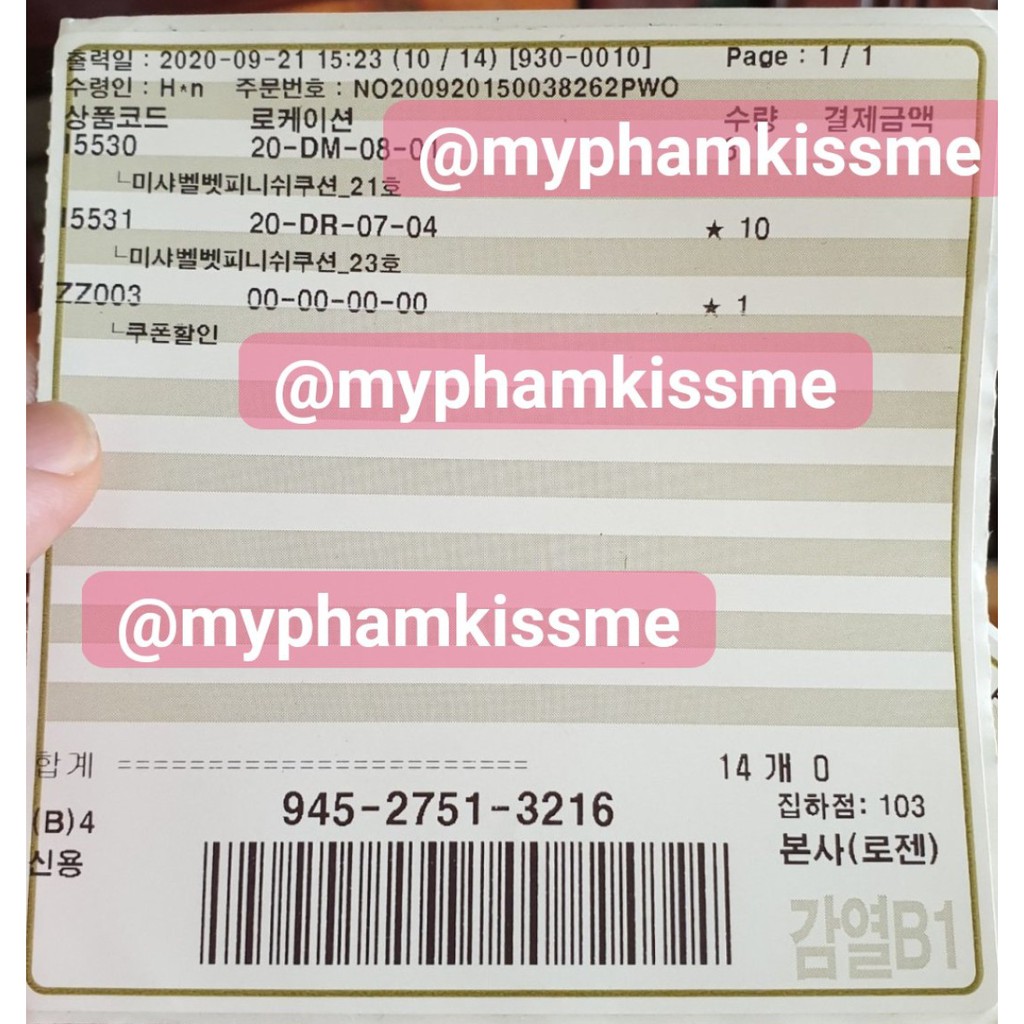 출력일 : 2020-09-21 15:23 (10 / 14) [930-0010] Page : 1 / 1
수령인 : H*n 주문번호 : NO200920150038262PWO
상품코드 로케이션 수량 결제금액
I5530 20-DM-08-01
@myphamkissme
└미샤벨벳피니쉬쿠션_21호
I5531 20-DR-07-04 ★ 10
└미샤벨벳피니쉬쿠션_23호
ZZ003 00-00-00-00 ★ 1
└쿠폰할인
@myphamkissme
@myphamkissme
합계 =========================== 14 개 0
945-2751-3216
집하점: 103
(B)4
본사(로젠)
신용
감열B1